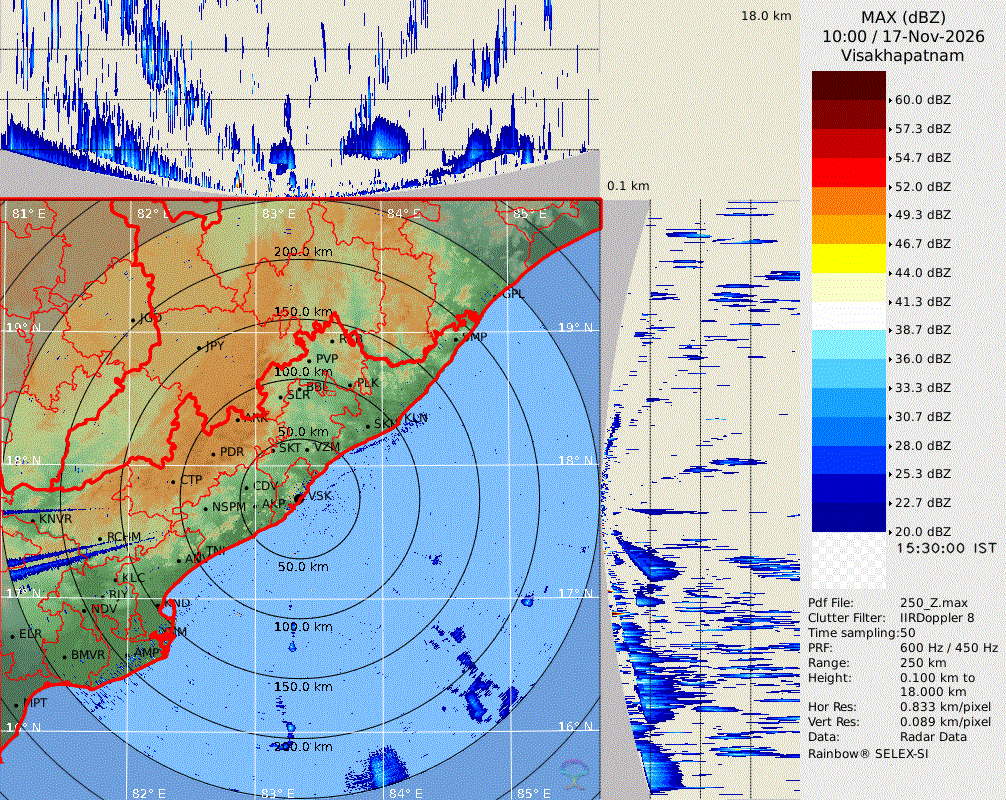 18.0 km
MAX (dBZ)
10:00 / 17-Nov-2026
Visakhapatnam
60.0 dBZ
57.3 dBZ
54.7 dBZ
52.0 dBZ
49.3 dBZ
46.7 dBZ
44.0 dBZ
41.3 dBZ
38.7 dBZ
36.0 dBZ
33.3 dBZ
30.7 dBZ
28.0 dBZ
25.3 dBZ
22.7 dBZ
20.0 dBZ
15:30:00 IST
Pdf File: 250_Z.max
Clutter Filter: IIRDoppler 8
Time sampling:50
PRF: 600 Hz / 450 Hz
Range: 250 km
Height: 0.100 km to
18.000 km
Hor Res: 0.833 km/pixel
Vert Res: 0.089 km/pixel
Data: Radar Data
Rainbow® SELEX-SI
0.1 km
81° E 82° E 83° E 84° E 85° E
200.0 km
GPL
150.0 km
JGD
19° N 19° N
SMP
JPY
PVP
100.0 km
BBL PLK
SLR
ARK
SKM KLN
50.0 km
SKT VZM
PDR
18° N 18° N
CTP
CDV
VSK
NSPM AKP
KNVR
TNI
50.0 km
KLC
RJY
17° N 17° N
NDV KND
100.0 km
ELR
BMVR AMP
150.0 km
MPT
16° N 16° N
200.0 km
82° E 83° E 84° E 85° E